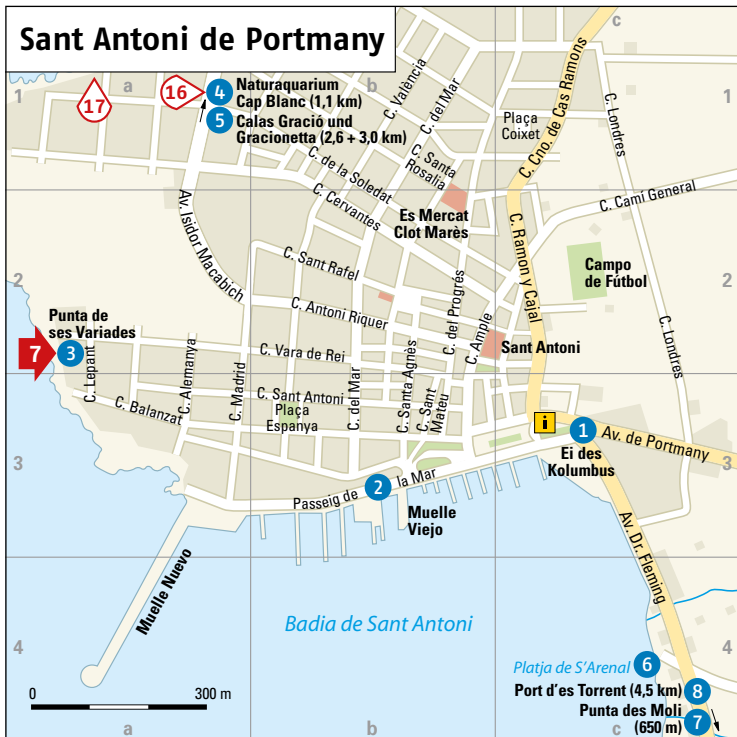 Sant Antoni de Portmany
a
b
c
1
1
17
16
4
Naturaquarium
Cap Blanc (1,1 km)
5
Calas Gració und
Gracionetta (2,6 + 3,0 km)
C. València
C. del Mar
C. Santa
Rosalia
Plaça
Coixet
C. Cno. de Cas Ramons
C. Londres
C. de la Soledat
C. Cervantes
Av. Isidor Macabich
Es Mercat
Clot Marès
C. Camí General
C. Ramon y Cajal
C. Sant Rafel
Campo
de Fútbol
2
2
C. Antoni Riquer
C. del Progrés
C. Ample
Punta de
ses Variades
7
3
C. Lepant
C. Alemanya
C. Madrid
C. Vara de Rei
C. del Mar
C. Santa Agnès
C. Sant
Mateu
Sant Antoni
C. Londres
C. Balanzat
C. Sant Antoni
Plaça
Espanya
i
1
Av. de Portmany
Ei des
Kolumbus
3
3
Passeig de la Mar
2
Muelle
Viejo
Muelle Nuevo
Av. Dr. Fleming
Badia de Sant Antoni
4
4
Platja de S'Arenal
6
Port d'es Torrent (4,5 km)
8
Punta des Moli
(650 m)
7
0
300 m
a
b
c